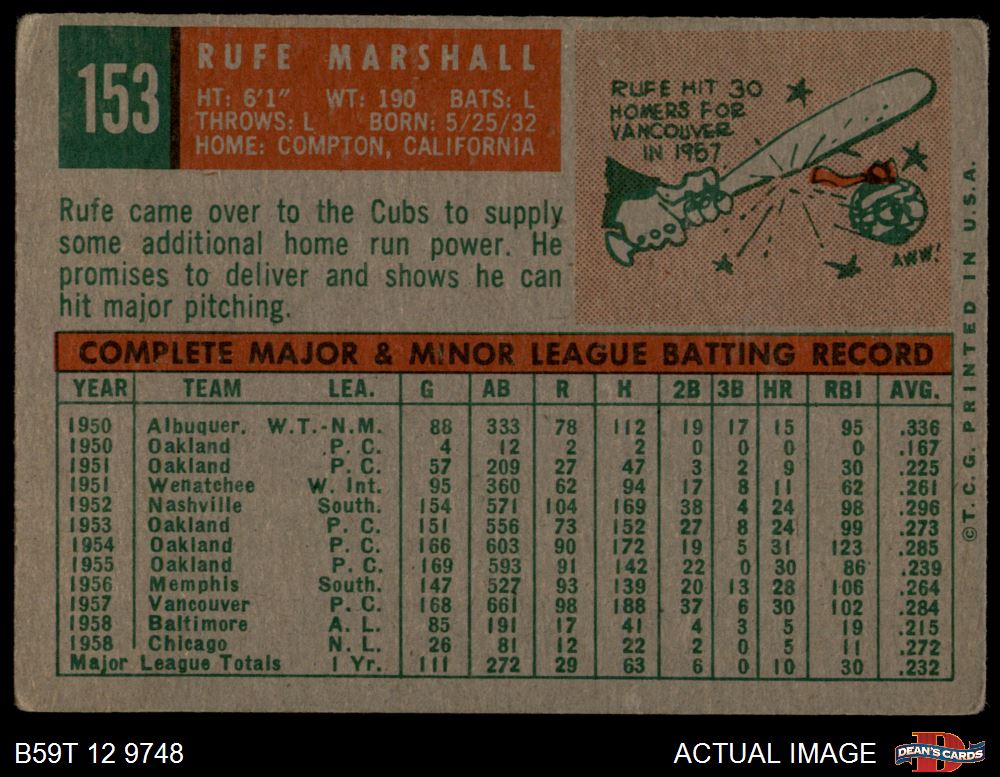 153
RUFE MARSHALL
HT: 6'1" WT: 190 BATS: L
THROWS: L BORN: 5/25/32
HOME: COMPTON, CALIFORNIA
RUFE HIT 30
HOMERS FOR
VANCOUVER
IN 1957
AWW!
Rufe came over to the Cubs to supply
some additional home run power. He
promises to deliver and shows he can
hit major pitching.
COMPLETE MAJOR & MINOR LEAGUE BATTING RECORD
YEAR TEAM LEA. G AB R H 2B 3B HR RBI AVG.
1950 Albuquer. W.T.-N.M. 88 333 78 112 19 17 15 95 .336
1950 Oakland P. C. 4 12 2 2 0 0 0 0 .167
1951 Oakland P. C. 57 209 27 47 3 2 9 30 .225
1951 Wenatchee W. Int. 95 360 62 94 17 8 11 62 .261
1952 Nashville South. 154 571 104 169 38 4 24 98 .296
1953 Oakland P. C. 151 556 73 152 27 8 24 99 .273
1954 Oakland P. C. 166 603 90 172 19 5 31 123 .285
1955 Oakland P. C. 169 593 91 142 22 0 30 86 .239
1956 Memphis South. 147 527 93 139 20 13 28 106 .264
1957 Vancouver P. C. 168 661 98 188 37 6 30 102 .284
1958 Baltimore A. L. 85 191 17 41 4 3 5 19 .215
1958 Chicago N. L. 26 81 12 22 2 0 5 11 .272
Major League Totals 1 Yr. 111 272 29 63 6 0 10 30 .232
©T.C.G. PRINTED IN U.S.A.
B59T 12 9748
ACTUAL IMAGE
DEAN'S CARDS